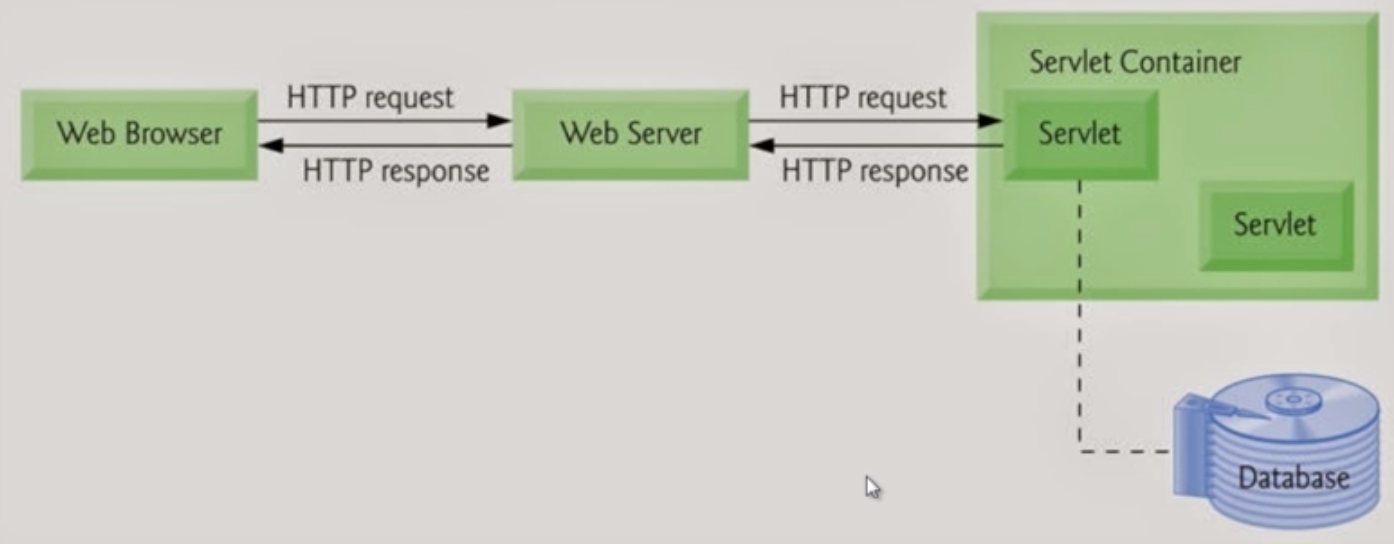 Servlet Container
HTTP request
HTTP request
Web Browser
Web Server
Servlet
HTTP response
HTTP response
Servlet
Database